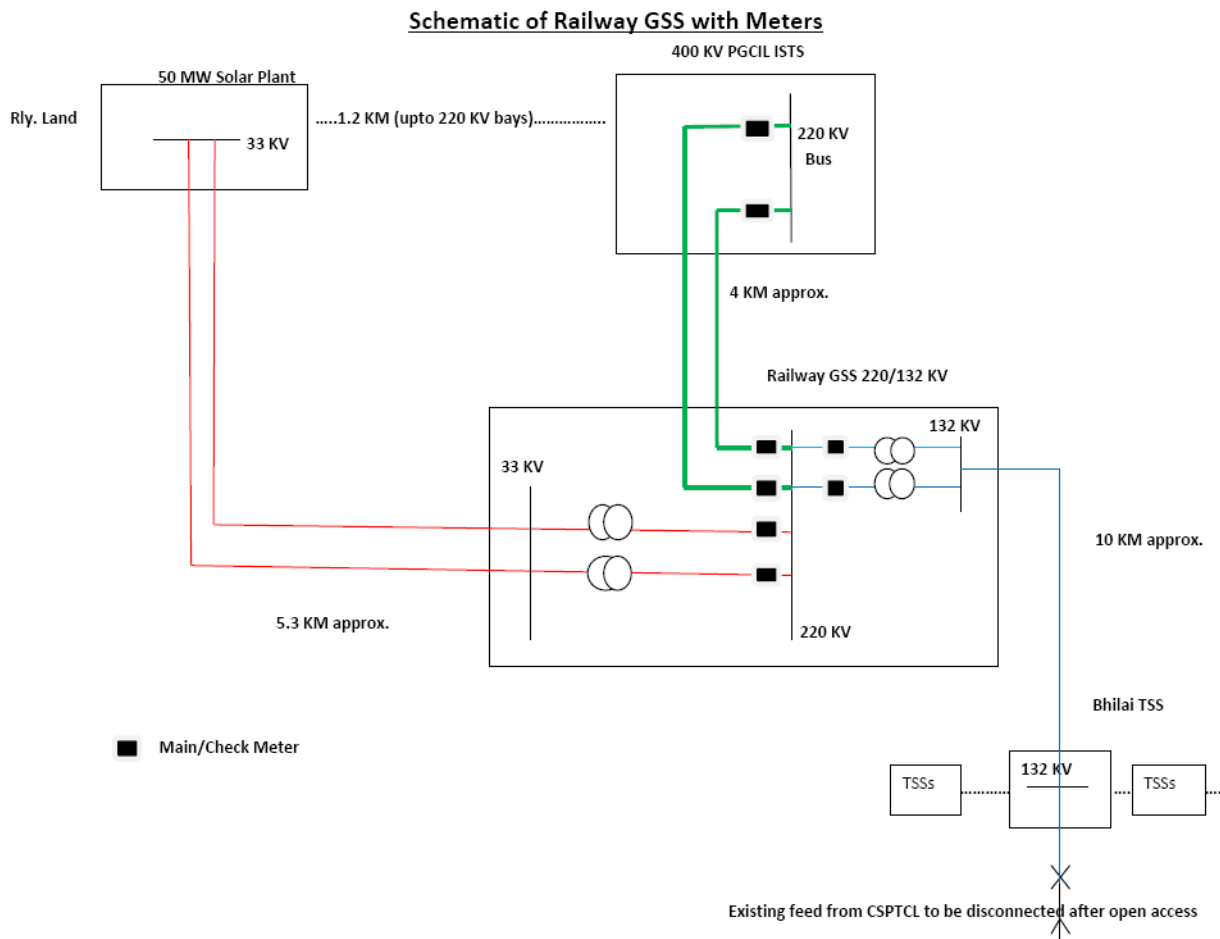 Schematic of Railway GSS with Meters
400 KV PGCIL ISTS
50 MW Solar Plant
Rly. Land
.....1.2 KM (upto 220 KV bays)................
33 KV
220 KV
Bus
4 KM approx.
Railway GSS 220/132 KV
132 KV
33 KV
10 KM approx.
5.3 KM approx.
220 KV
Bhilai TSS
Main/Check Meter
132 KV
TSSs
TSSs
Existing feed from CSPTCL to be disconnected after open access